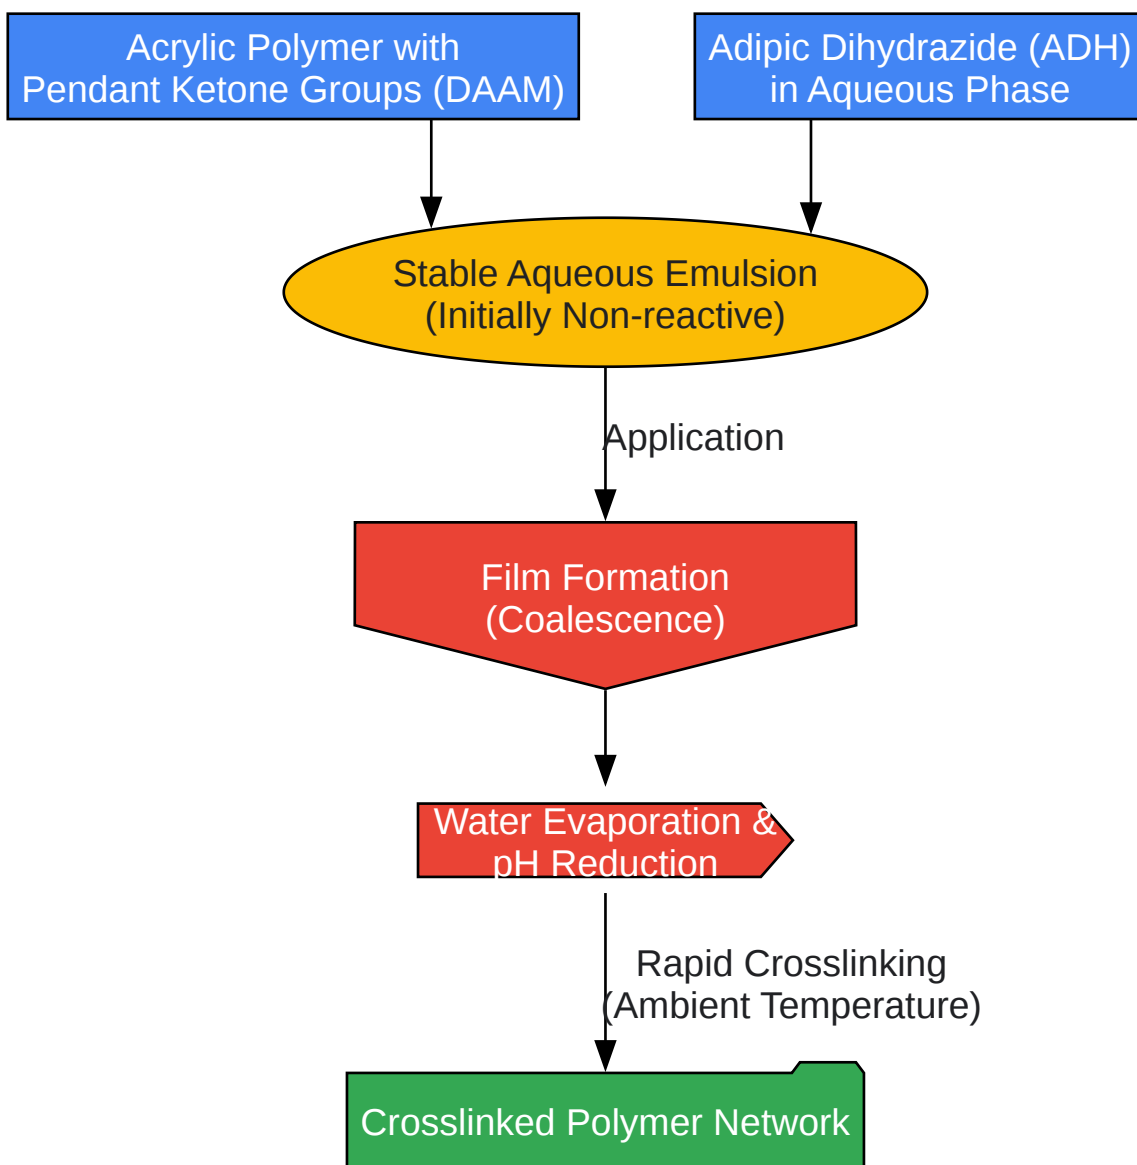 Acrylic Polymer with
Pendant Ketone Groups (DAAM)
Adipic Dihydrazide (ADH)
in Aqueous Phase
Stable Aqueous Emulsion
(Initially Non-reactive)
Application
Film Formation
(Coalescence)
Water Evaporation &
pH Reduction
Rapid Crosslinking
(Ambient Temperature)
Crosslinked Polymer Network